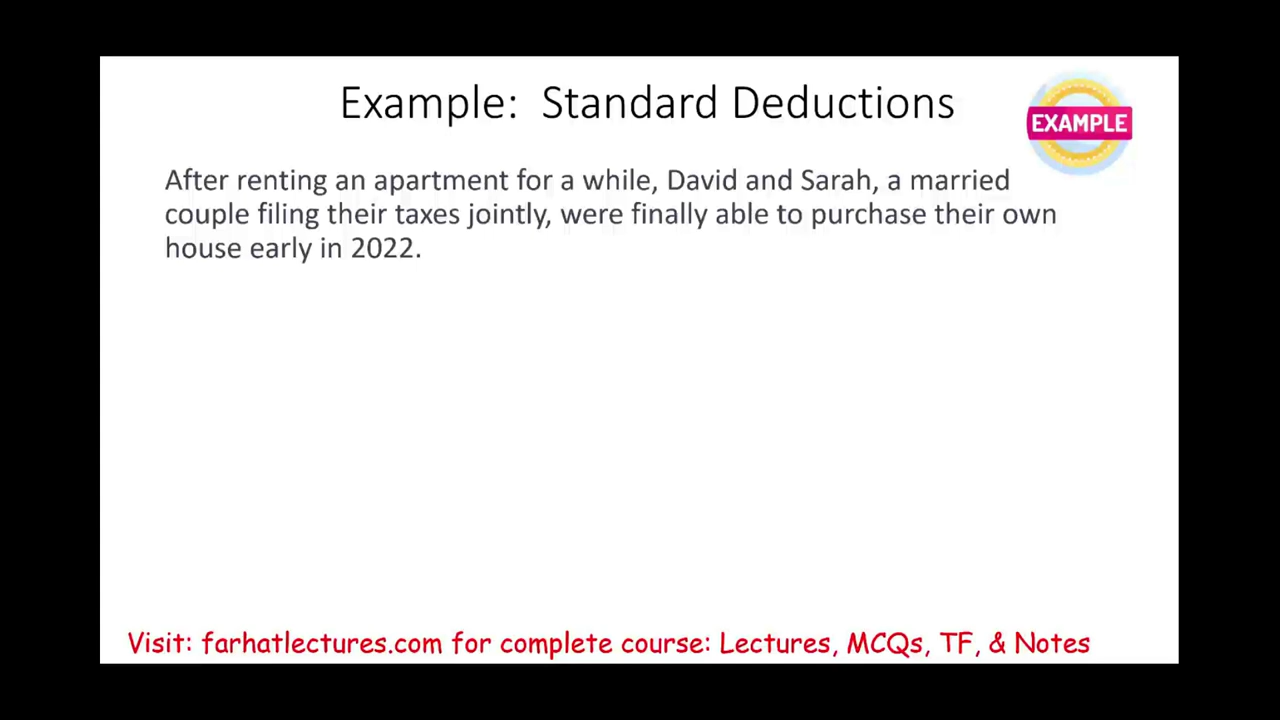 Example: Standard Deductions
EXAMPLE
After renting an apartment for a while, David and Sarah, a married
couple filing their taxes jointly, were finally able to purchase their own
house early in 2022.
Visit: farhatlectures.com for complete course: Lectures, MCQs, TF, & Notes